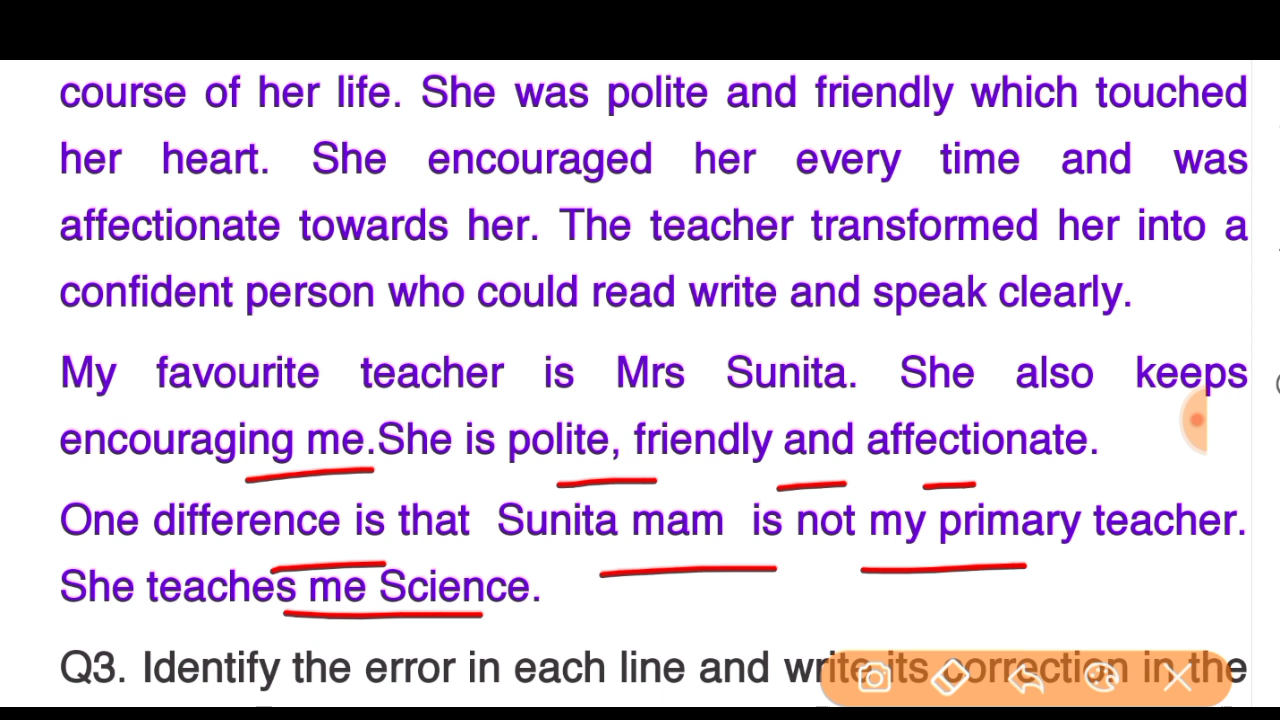 course of her life. She was polite and friendly which touched
her heart. She encouraged her every time and was
affectionate towards her. The teacher transformed her into a
confident person who could read write and speak clearly.
My favourite teacher is Mrs Sunita. She also keeps
encouraging me.She is polite, friendly and affectionate.
One difference is that Sunita mam is not my primary teacher.
She teaches me Science.
Q3. Identify the error in each line and write its correction in the